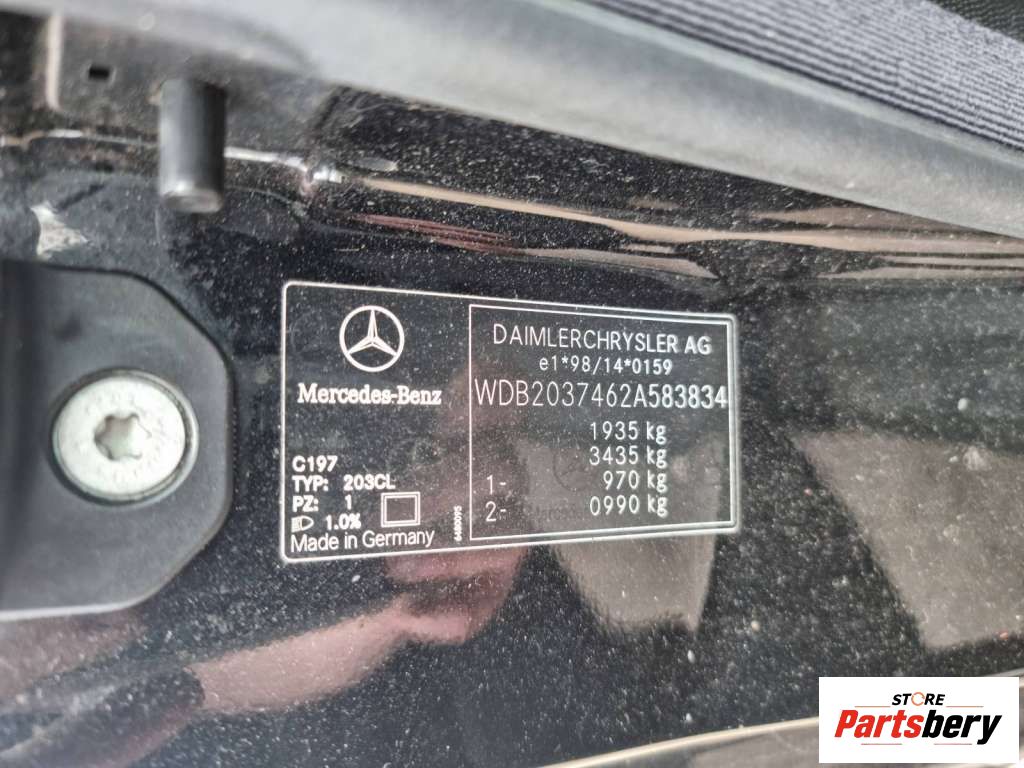 Mercedes-Benz
C197
TYP: 203CL
PZ: 1
1.0%
Made in Germany
6480095
DAIMLERCHRYSLER AG
e1*98/14*0159
WDB2037462A583834
1935 kg
3435 kg
1- 970 kg
2- 0990 kg
STORE
Partsbery